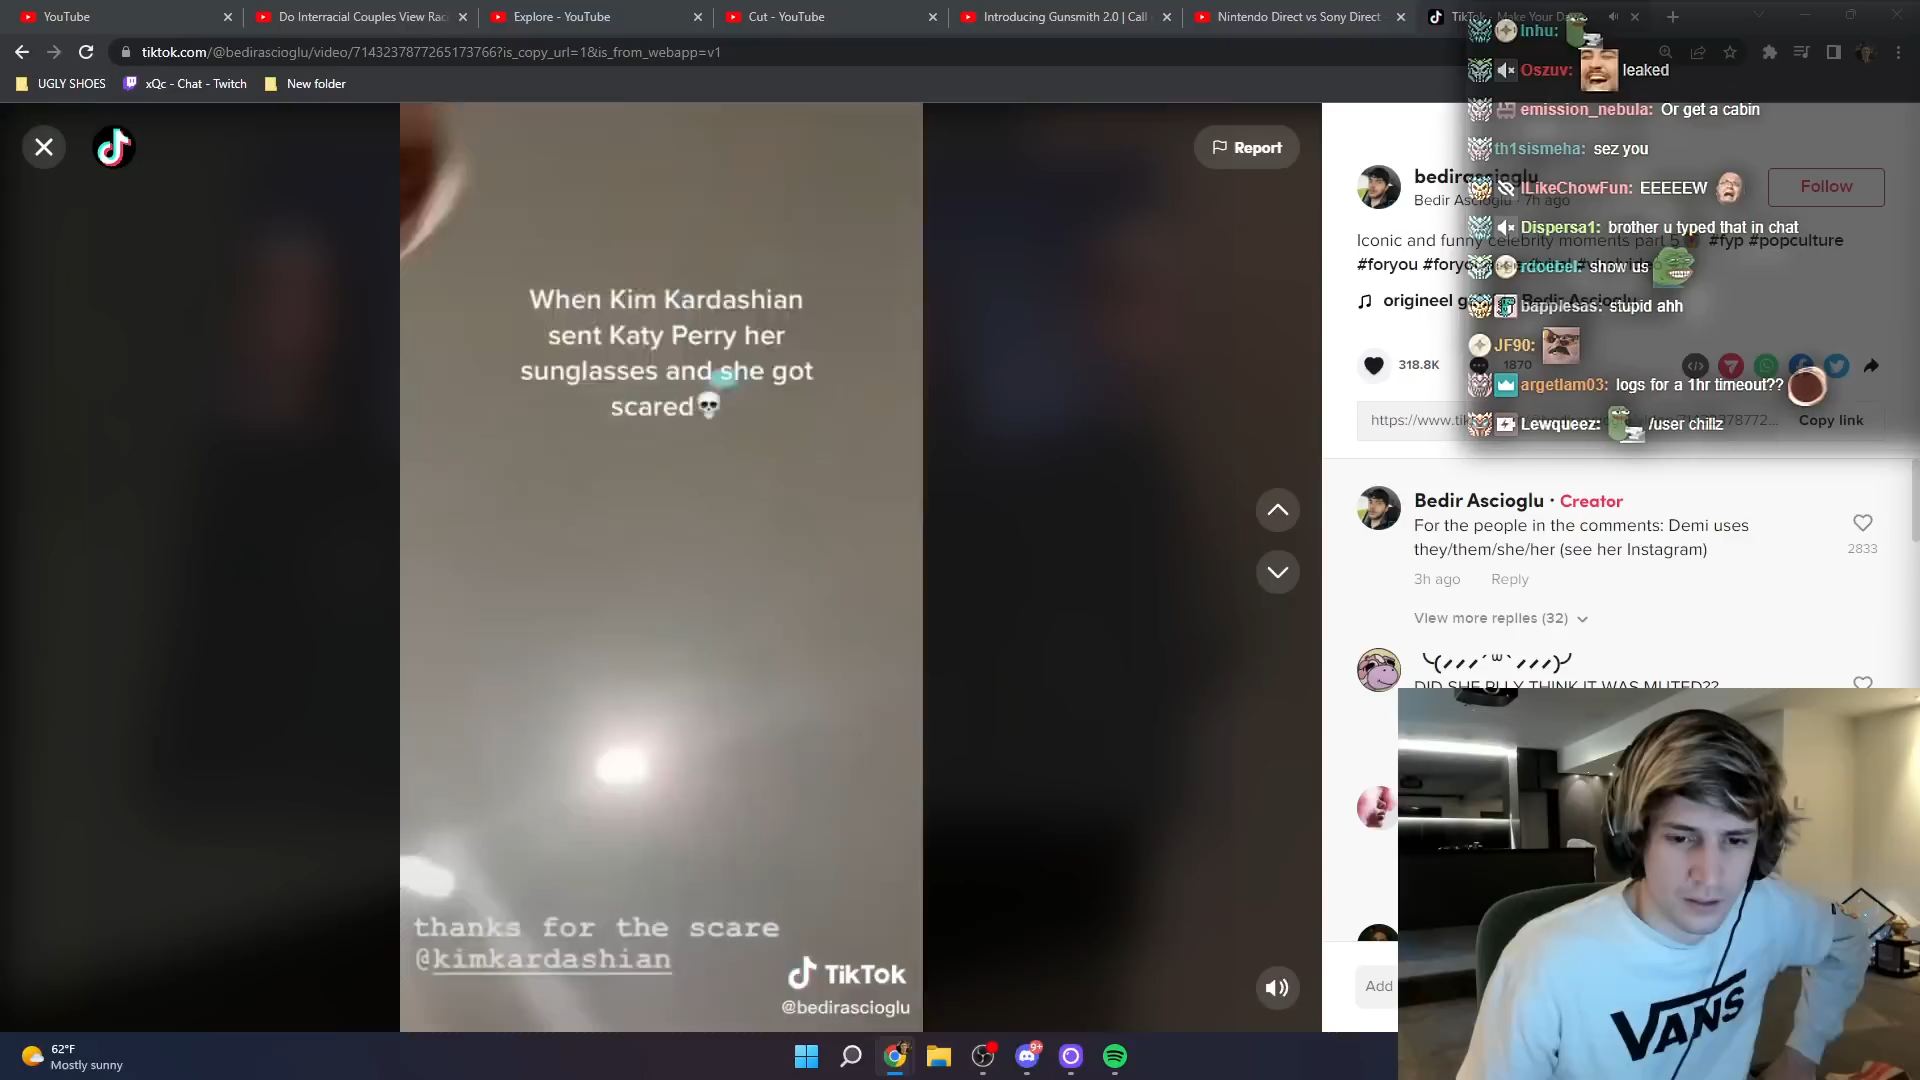 YouTube
Do Interracial Couples View Rac
Explore - YouTube
Cut - YouTube
Introducing Gunsmith 2.0 | Call
Nintendo Direct vs Sony Direct
TikTok - Make Your Da
tiktok.com/@bedirascioglu/video/7143237877265173766?is_copy_url=1&is_from_webapp=v1
UGLY SHOES
xQc - Chat - Twitch
New folder
Inhu:
Oszuv: leaked
emission_nebula: Or get a cabin
th1sismeha: sez you
ILikeChowFun: EEEEEW
Dispersa1: brother u typed that in chat
rdoebel: show us
bapplesas: stupid ahh
JF90:
argetlam03: logs for a 1hr timeout??
Lewqueez: /user chillz
Report
When Kim Kardashian
sent Katy Perry her
sunglasses and she got
scared💀
thanks for the scare
@kimkardashian
TikTok
@bedirascioglu
bedirascioglu
Bedir Ascioglu · 7h ago
Follow
Iconic and funny celebrity moments part 5 #fyp #popculture
#foryou
origineel g Bedir Ascioglu
318.8K
1870
https://www.tik
Copy link
Bedir Ascioglu · Creator
For the people in the comments: Demi uses
they/them/she/her (see her Instagram)
2833
3h ago Reply
View more replies (32)
DID SHE RLLY THINK IT WAS MUTED??
Add
VANS
62°F
Mostly sunny
9+